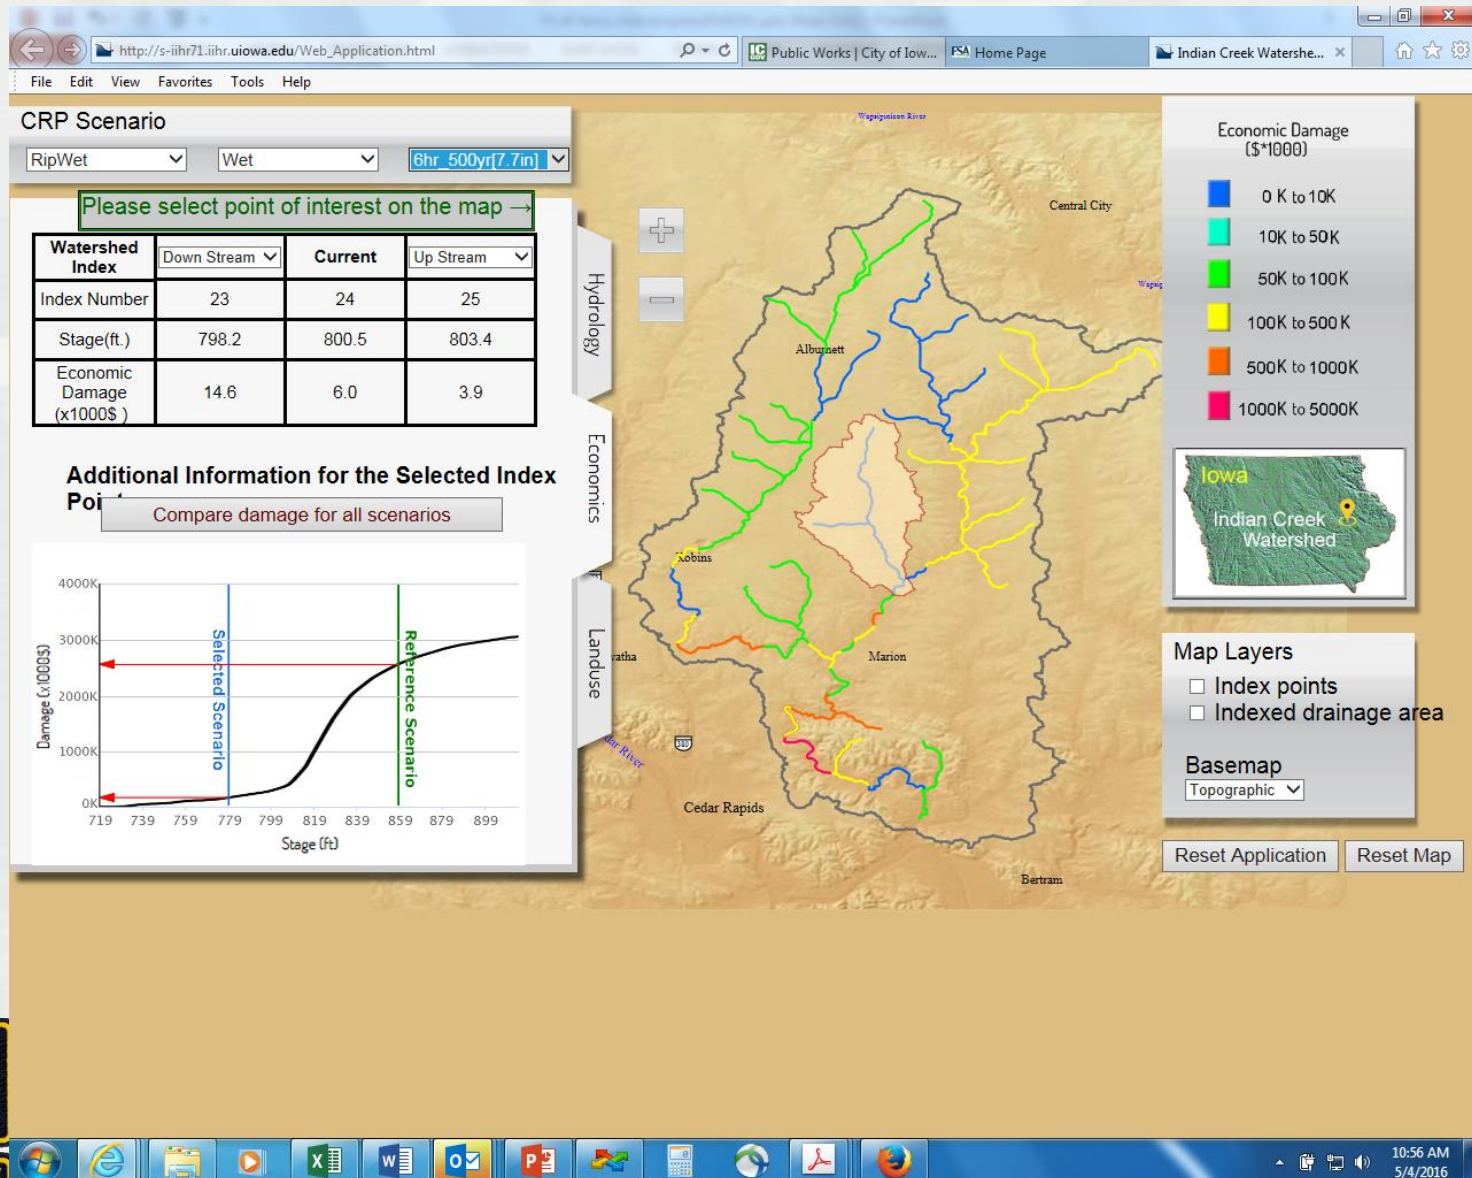 http://s-iihr71.iihr.uiowa.edu/Web_Application.html
Public Works | City of Iow...
FSA Home Page
Indian Creek Watershe...
File Edit View Favorites Tools Help
CRP Scenario
RipWet
Wet
6hr_500yr[7.7in]
Please select point of interest on the map →
Watershed Index
Down Stream
Current
Up Stream
Index Number 23 24 25
Stage(ft.) 798.2 800.5 803.4
Economic
Damage
(x1000$ )
14.6 6.0 3.9
Additional Information for the Selected Index
Compare damage for all scenarios
4000K
3000K
2000K
1000K
0K
Damage (x1000$)
Selected Scenario
Reference Scenario
719 739 759 779 799 819 839 859 879 899
Stage (ft)
Hydrology
Economics
Landuse
Wapsipinicon River
Central City
Alburnett
Robins
Marion
380
Cedar Rapids
Bertram
Economic Damage
($*1000)
0 K to 10K
10K to 50K
50K to 100K
100K to 500 K
500K to 1000K
1000K to 5000K
Iowa
Indian Creek
Watershed
Map Layers
Index points
Indexed drainage area
Basemap
Topographic
Reset Application
Reset Map
10:56 AM
5/4/2016